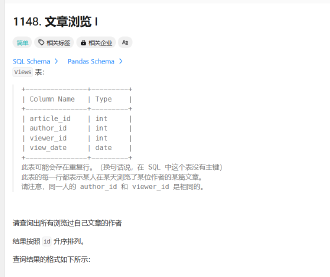 1148. 文章浏览 I
简单 相关标签 相关企业 Aa
SQL Schema > Pandas Schema >
Views 表：
+---------------+---------+
| Column Name   | Type    |
+---------------+---------+
| article_id    | int     |
| author_id     | int     |
| viewer_id     | int     |
| view_date     | date    |
+---------------+---------+
此表可能会存在重复行。（换句话说，在 SQL 中这个表没有主键）
此表的每一行都表示某人在某天浏览了某位作者的某篇文章。
请注意，同一人的 author_id 和 viewer_id 是相同的。
请查询出所有浏览过自己文章的作者
结果按照 id 升序排列。
查询结果的格式如下所示：